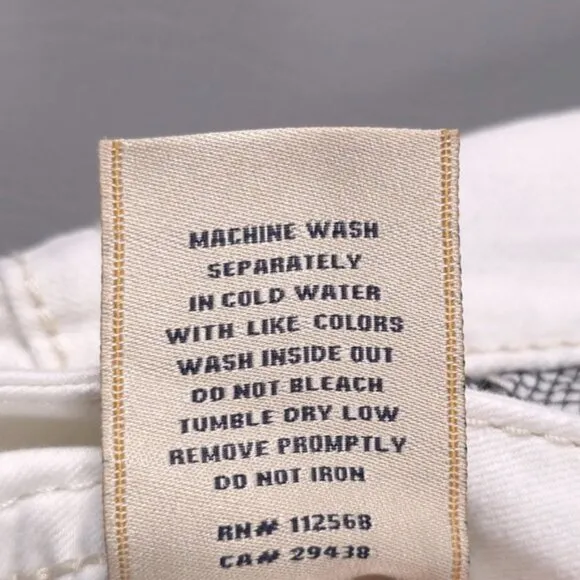 MACHINE WASH
SEPARATELY
IN COLD WATER
WITH LIKE COLORS
WASH INSIDE OUT
DO NOT BLEACH
TUMBLE DRY LOW
REMOVE PROMPTLY
DO NOT IRON
RN# 112568
CA# 29438